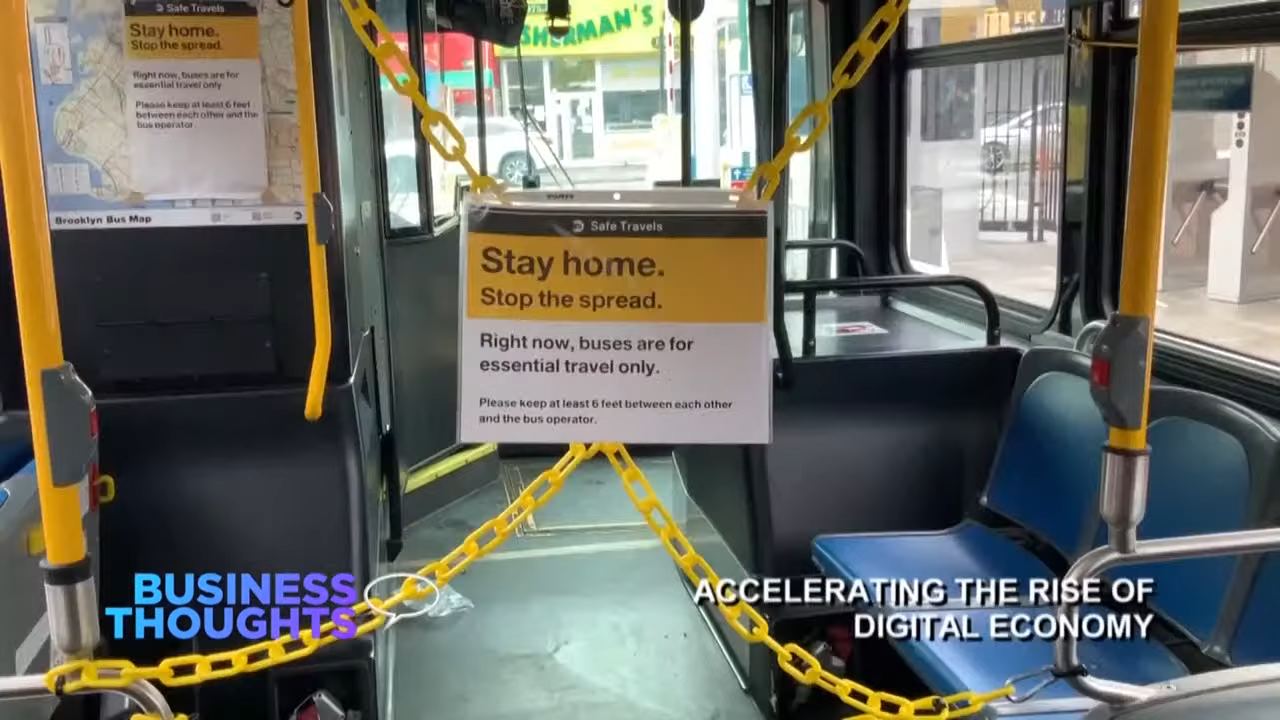 Safe Travels
Stay home.
Stop the spread.
Right now, buses are for
essential travel only
Please keep at least 6 feet
between each other and the
bus operator.
Brooklyn Bus Map
SHERMAN'S
Safe Travels
Stay home.
Stop the spread.
Right now, buses are for
essential travel only.
Please keep at least 6 feet between each other
and the bus operator.
BUSINESS
THOUGHTS
ACCELERATING THE RISE OF
DIGITAL ECONOMY